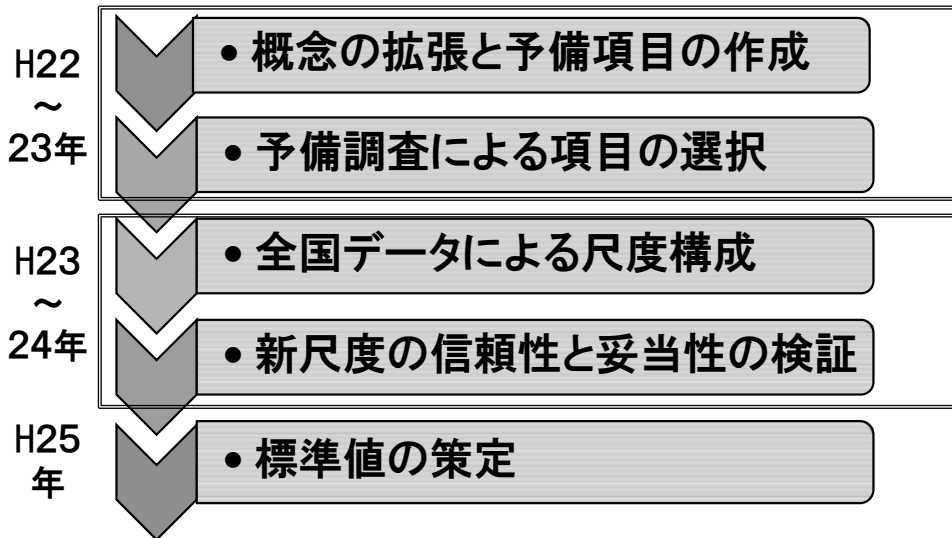 H22
~
23年
• 概念の拡張と予備項目の作成
• 予備調査による項目の選択
H23
~
24年
• 全国データによる尺度構成
• 新尺度の信頼性と妥当性の検証
H25
年
• 標準値の策定